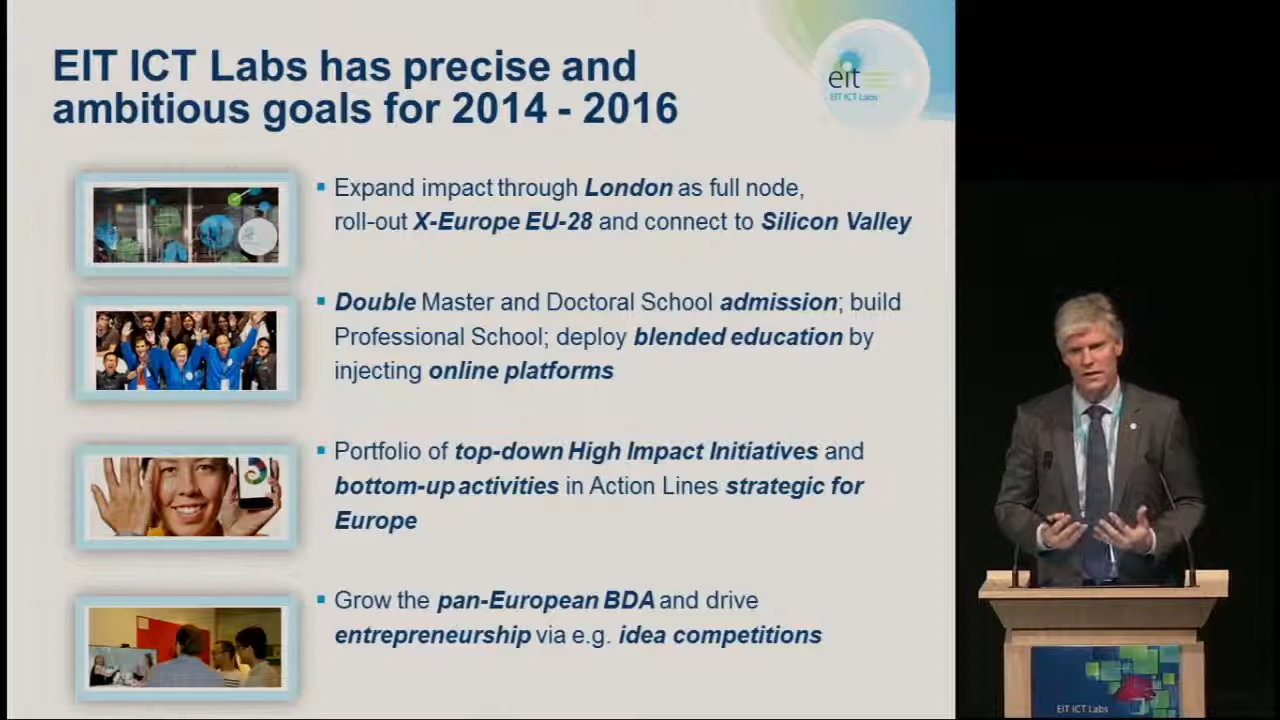 EIT ICT Labs has precise and
ambitious goals for 2014 - 2016
eit
EIT ICT Labs
▪ Expand impact through London as full node,
roll-out X-Europe EU-28 and connect to Silicon Valley
▪ Double Master and Doctoral School admission; build
Professional School; deploy blended education by
injecting online platforms
▪ Portfolio of top-down High Impact Initiatives and
bottom-up activities in Action Lines strategic for
Europe
▪ Grow the pan-European BDA and drive
entrepreneurship via e.g. idea competitions
EIT ICT Labs